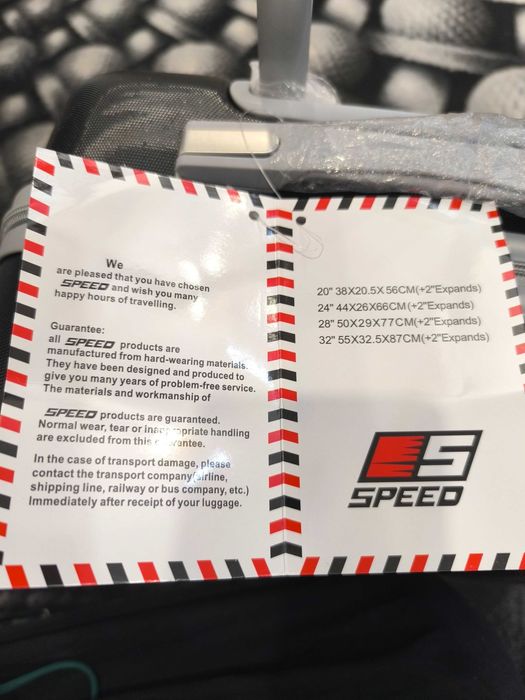 We
are pleased that you have chosen
SPEED and wish you many
happy hours of travelling.
Guarantee:
all SPEED products are
manufactured from hard-wearing materials.
They have been designed and produced to
give you many years of problem-free service.
The materials and workmanship of
SPEED products are guaranteed.
Normal wear, tear or handling
are excluded from this
In the case of transport damage, please
contact the transport company(airline,
shipping line, railway or bus company, etc.)
Immediately after receipt of your luggage.
20" 38X20.5X56CM(+2"Expands)
24" 44X26X66CM(+2"Expands)
28" 50X29X77CM(+2"Expands)
32" 55X32.5X87CM(+2"Expands)
S
SPEED